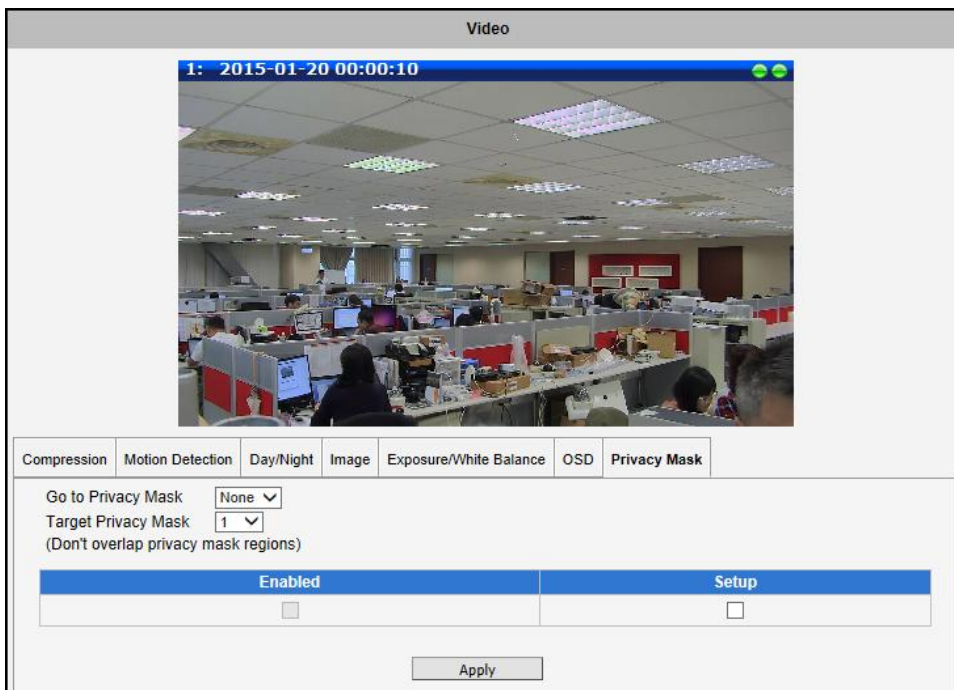 Video
1: 2015-01-20 00:00:10
Compression Motion Detection Day/Night Image Exposure/White Balance OSD Privacy Mask
Go to Privacy Mask None
Target Privacy Mask 1
(Don't overlap privacy mask regions)
Enabled Setup
Apply